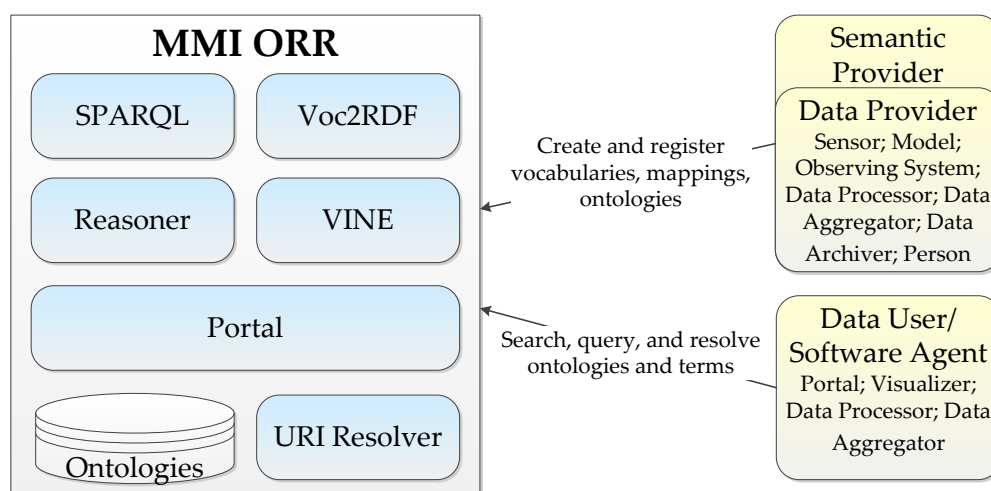 MMI ORR
SPARQL
Voc2RDF
Reasoner
VINE
Portal
Ontologies
URI Resolver
Create and register
vocabularies, mappings,
ontologies
Search, query, and resolve
ontologies and terms
Semantic
Provider
Data Provider
Sensor; Model;
Observing System;
Data Processor; Data
Aggregator; Data
Archiver; Person
Data User/
Software Agent
Portal; Visualizer;
Data Processor; Data
Aggregator